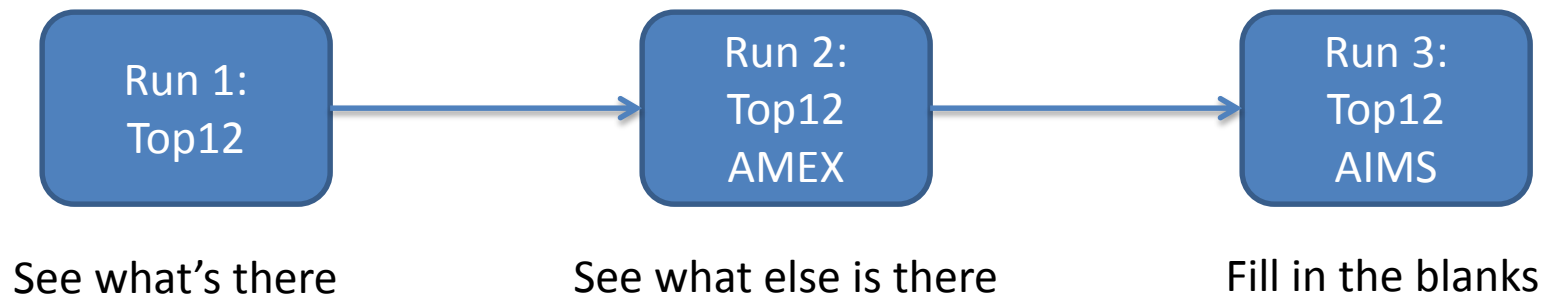 Run 1:
Top12
Run 2:
Top12
AMEX
Run 3:
Top12
AIMS
See what’s there
See what else is there
Fill in the blanks